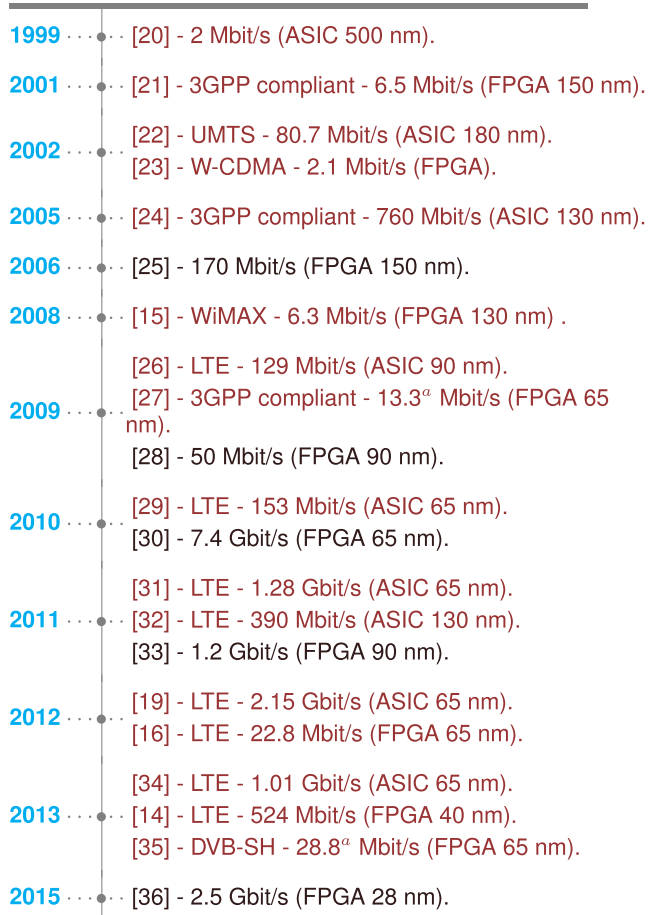 1999 [20] - 2 Mbit/s (ASIC 500 nm).
2001 [21] - 3GPP compliant - 6.5 Mbit/s (FPGA 150 nm).
2002 [22] - UMTS - 80.7 Mbit/s (ASIC 180 nm).
[23] - W-CDMA - 2.1 Mbit/s (FPGA).
2005 [24] - 3GPP compliant - 760 Mbit/s (ASIC 130 nm).
2006 [25] - 170 Mbit/s (FPGA 150 nm).
2008 [15] - WiMAX - 6.3 Mbit/s (FPGA 130 nm) .
2009 [26] - LTE - 129 Mbit/s (ASIC 90 nm).
[27] - 3GPP compliant - 13.3ᵃ Mbit/s (FPGA 65
nm).
[28] - 50 Mbit/s (FPGA 90 nm).
2010 [29] - LTE - 153 Mbit/s (ASIC 65 nm).
[30] - 7.4 Gbit/s (FPGA 65 nm).
2011 [31] - LTE - 1.28 Gbit/s (ASIC 65 nm).
[32] - LTE - 390 Mbit/s (ASIC 130 nm).
[33] - 1.2 Gbit/s (FPGA 90 nm).
2012 [19] - LTE - 2.15 Gbit/s (ASIC 65 nm).
[16] - LTE - 22.8 Mbit/s (FPGA 65 nm).
2013 [34] - LTE - 1.01 Gbit/s (ASIC 65 nm).
[14] - LTE - 524 Mbit/s (FPGA 40 nm).
[35] - DVB-SH - 28.8ᵃ Mbit/s (FPGA 65 nm).
2015 [36] - 2.5 Gbit/s (FPGA 28 nm).